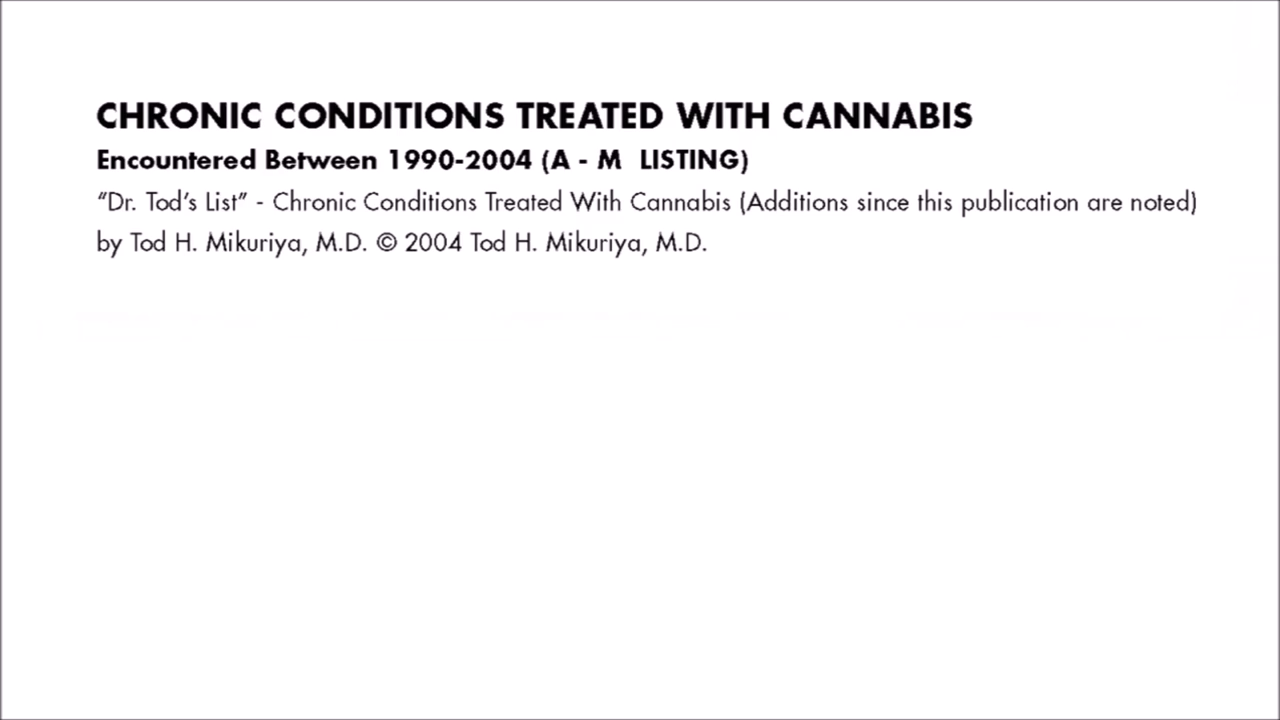 CHRONIC CONDITIONS TREATED WITH CANNABIS
Encountered Between 1990-2004 (A - M  LISTING)
“Dr. Tod’s List” - Chronic Conditions Treated With Cannabis (Additions since this publication are noted)
by Tod H. Mikuriya, M.D. © 2004 Tod H. Mikuriya, M.D.